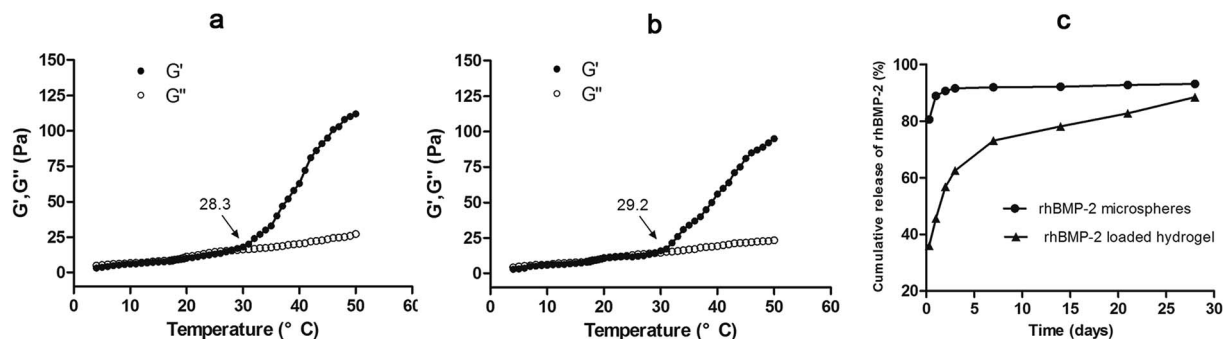 a
G',G'' (Pa)
150
125
100
75
50
25
0
G'
G''
28.3
0 10 20 30 40 50 60
Temperature (° C)
b
G',G'' (Pa)
150
125
100
75
50
25
0
G'
G''
29.2
0 10 20 30 40 50 60
Temperature (° C)
c
Cumulative release of rhBMP-2 (%)
100
80
60
40
20
rhBMP-2 microspheres
rhBMP-2 loaded hydrogel
0 5 10 15 20 25 30
Time (days)